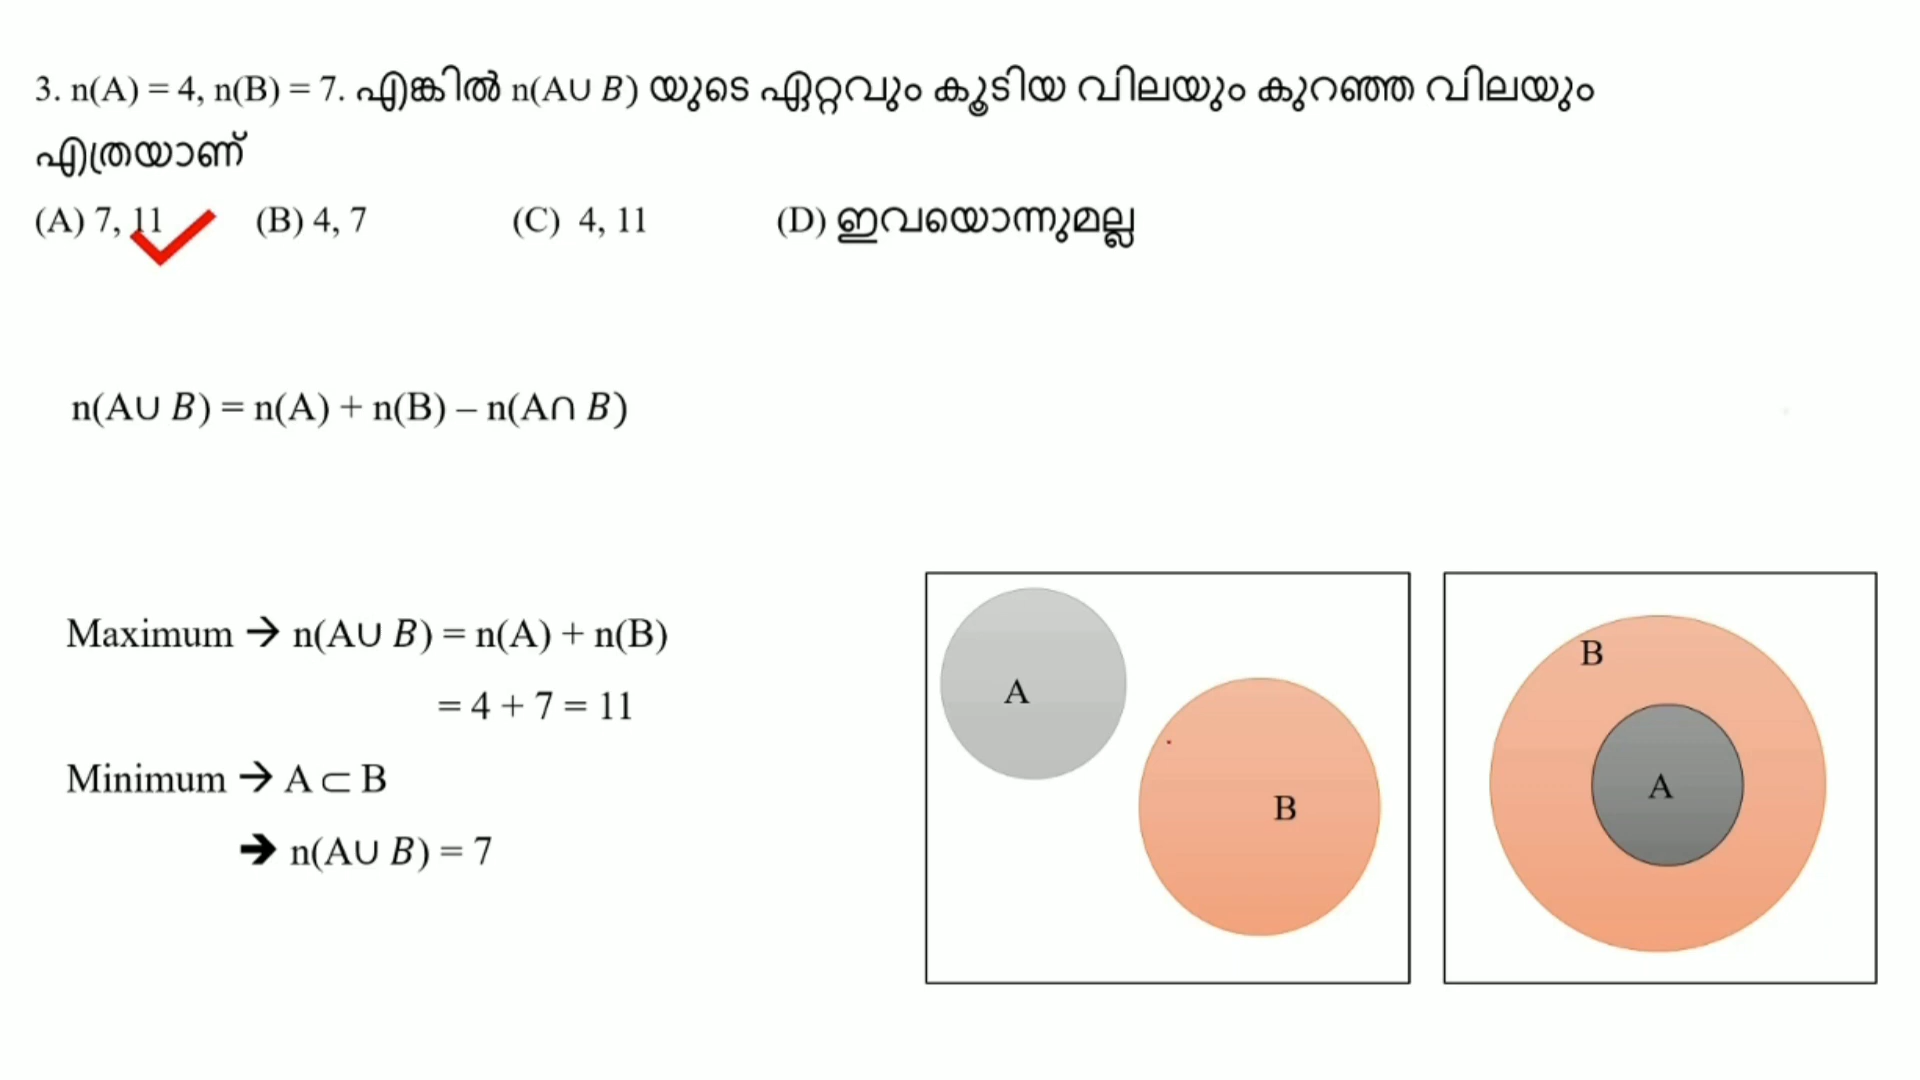 3. n(A) = 4, n(B) = 7. എങ്കിൽ n(A∪ B) യുടെ ഏറ്റവും കൂടിയ വിലയും കുറഞ്ഞ വിലയും
എത്രയാണ്
(A) 7, 11 (B) 4, 7 (C) 4, 11 (D) ഇവയൊന്നുമല്ല
n(A∪ B) = n(A) + n(B) – n(A∩ B)
Maximum → n(A∪ B) = n(A) + n(B)
= 4 + 7 = 11
Minimum → A ⊂ B
➔ n(A∪ B) = 7
A
B
B
A